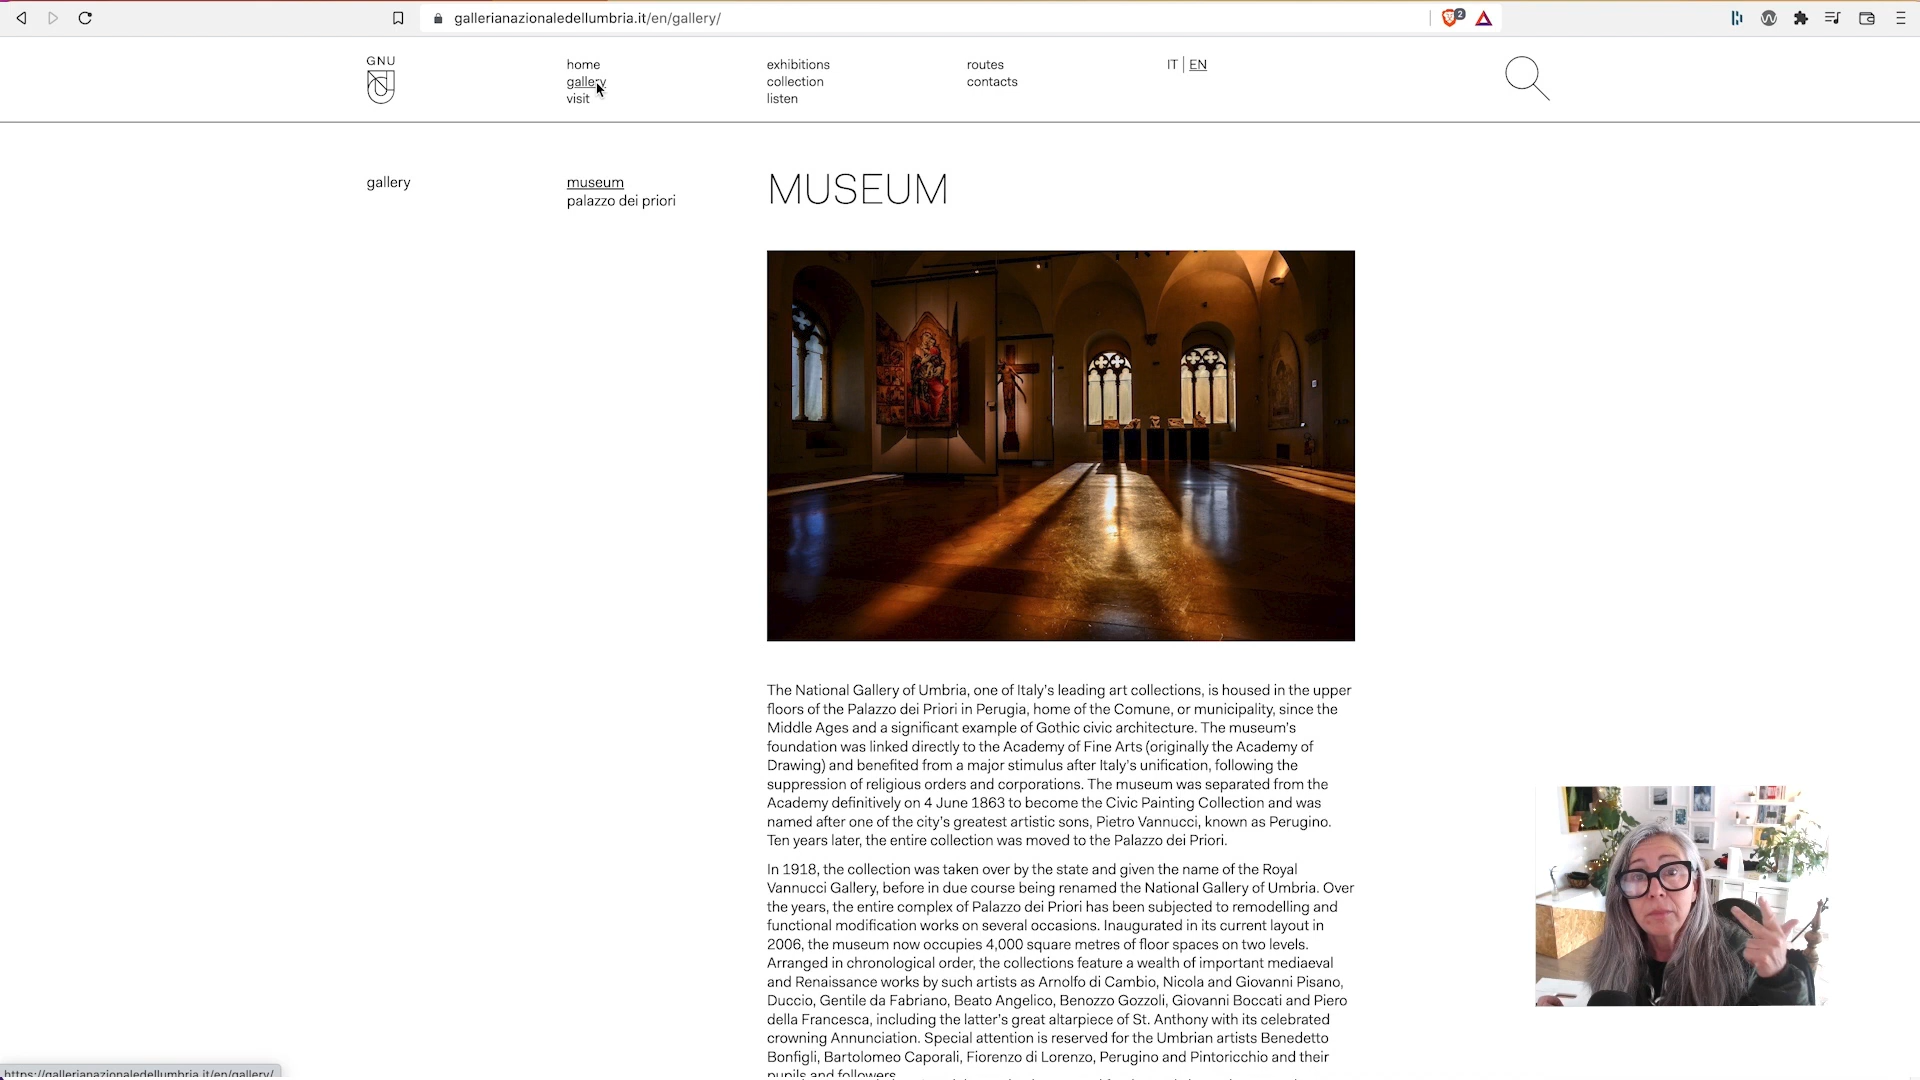 gallerianazionaledellumbria.it/en/gallery/
2
GNU
home
gallery
visit
exhibitions
collection
listen
routes
contacts
IT | EN
gallery
museum
palazzo dei priori
MUSEUM
The National Gallery of Umbria, one of Italy's leading art collections, is housed in the upper
floors of the Palazzo dei Priori in Perugia, home of the Comune, or municipality, since the
Middle Ages and a significant example of Gothic civic architecture. The museum's
foundation was linked directly to the Academy of Fine Arts (originally the Academy of
Drawing) and benefited from a major stimulus after Italy's unification, following the
suppression of religious orders and corporations. The museum was separated from the
Academy definitively on 4 June 1863 to become the Civic Painting Collection and was
named after one of the city's greatest artistic sons, Pietro Vannucci, known as Perugino.
Ten years later, the entire collection was moved to the Palazzo dei Priori.
In 1918, the collection was taken over by the state and given the name of the Royal
Vannucci Gallery, before in due course being renamed the National Gallery of Umbria. Over
the years, the entire complex of Palazzo dei Priori has been subjected to remodelling and
functional modification works on several occasions. Inaugurated in its current layout in
2006, the museum now occupies 4,000 square metres of floor spaces on two levels.
Arranged in chronological order, the collections feature a wealth of important mediaeval
and Renaissance works by such artists as Arnolfo di Cambio, Nicola and Giovanni Pisano,
Duccio, Gentile da Fabriano, Beato Angelico, Benozzo Gozzoli, Giovanni Boccati and Piero
della Francesca, including the latter's great altarpiece of St. Anthony with its celebrated
crowning Annunciation. Special attention is reserved for the Umbrian artists Benedetto
Bonfigli, Bartolomeo Caporali, Fiorenzo di Lorenzo, Perugino and Pintoricchio and their
pupils and followers
https://gallerianazionaledellumbria.it/en/gallery/